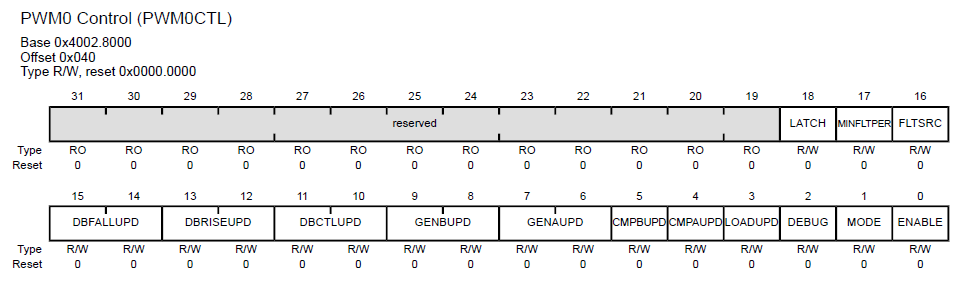 PWM0 Control (PWM0CTL)
Base 0x4002.8000
Offset 0x040
Type R/W, reset 0x0000.0000
31 30 29 28 27 26 25 24 23 22 21 20 19 18 17 16
reserved LATCH MINFLTPER FLTSRC
Type RO RO RO RO RO RO RO RO RO RO RO RO RO R/W R/W R/W
Reset 0 0 0 0 0 0 0 0 0 0 0 0 0 0 0 0
15 14 13 12 11 10 9 8 7 6 5 4 3 2 1 0
DBFALLUPD DBRISEUPD DBCTLUPD GENBUPD GENAUPD CMPBUPD CMPAUPD LOADUPD DEBUG MODE ENABLE
Type R/W R/W R/W R/W R/W R/W R/W R/W R/W R/W R/W R/W R/W R/W R/W R/W
Reset 0 0 0 0 0 0 0 0 0 0 0 0 0 0 0 0